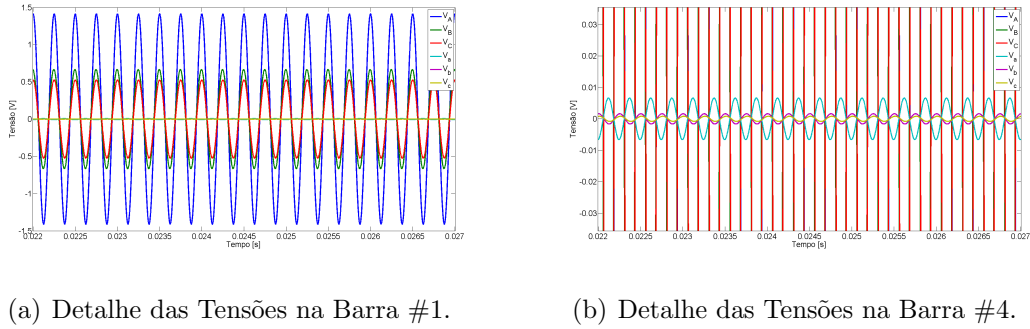 1.5
1
0.5
0
-0.5
-1
-1.5
Tensão [V]
0.022 0.0225 0.023 0.0235 0.024 0.0245 0.025 0.0255 0.026 0.0265 0.027
Tempo [s]
V_A
V_B
V_C
V_a
V_b
V_c
0.03
0.02
0.01
0
-0.01
-0.02
-0.03
Tensão [V]
0.022 0.0225 0.023 0.0235 0.024 0.0245 0.025 0.0255 0.026 0.0265 0.027
Tempo [s]
V_A
V_B
V_C
V_a
V_b
V_c
(a) Detalhe das Tensões na Barra #1.
(b) Detalhe das Tensões na Barra #4.